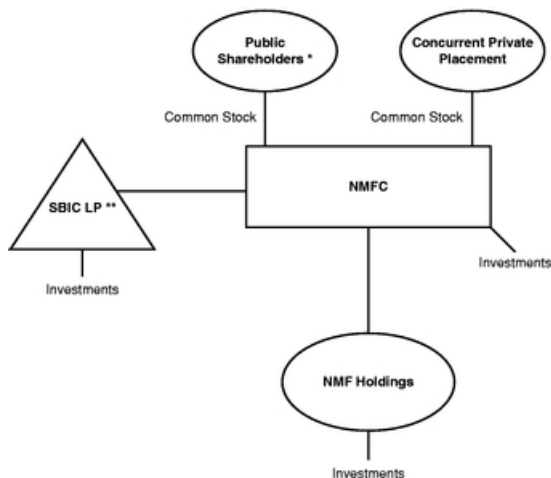 Public
Shareholders *
Concurrent Private
Placement
Common Stock
Common Stock
NMFC
SBIC LP **
Investments
Investments
NMF Holdings
Investments